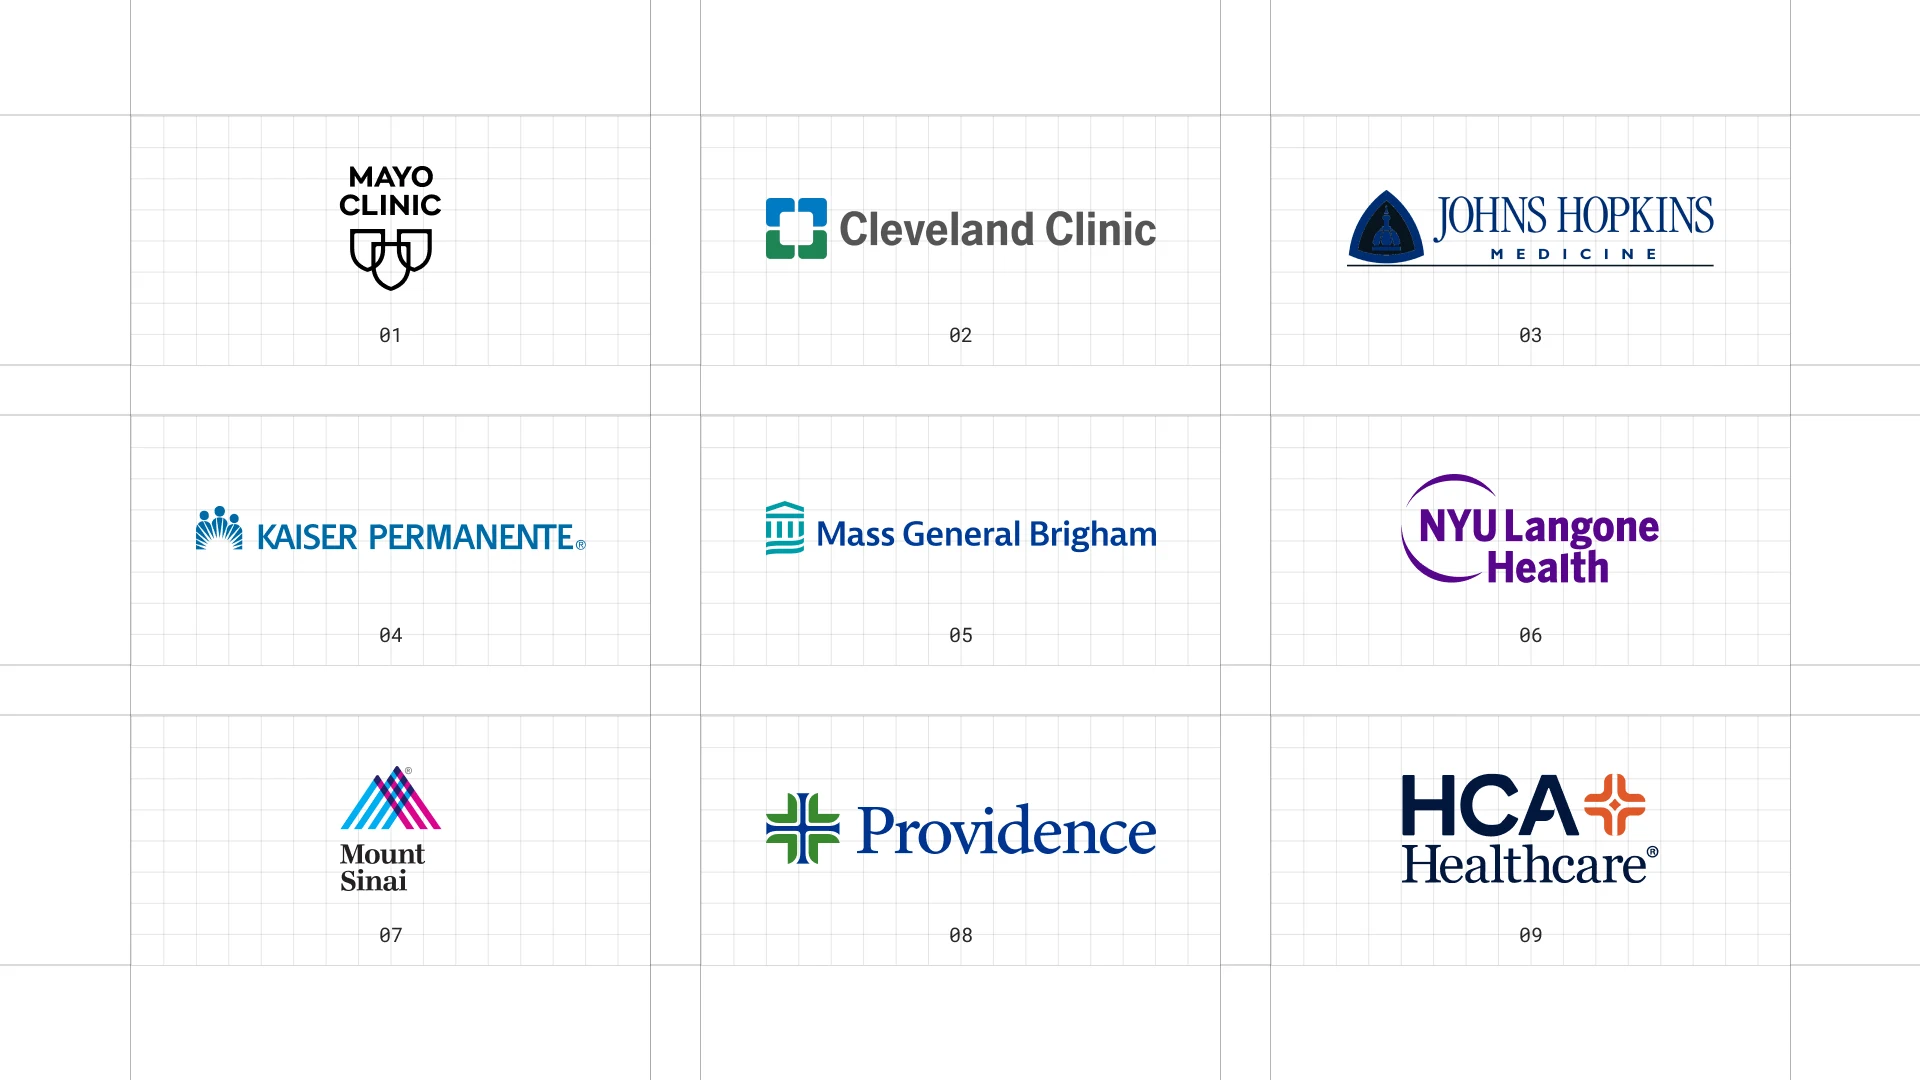 MAYO
CLINIC
01
Cleveland Clinic
02
JOHNS HOPKINS
MEDICINE
03
KAISER PERMANENTE®
04
Mass General Brigham
05
NYU Langone
Health
06
®
Mount
Sinai
07
Providence
08
HCA
Healthcare®
09